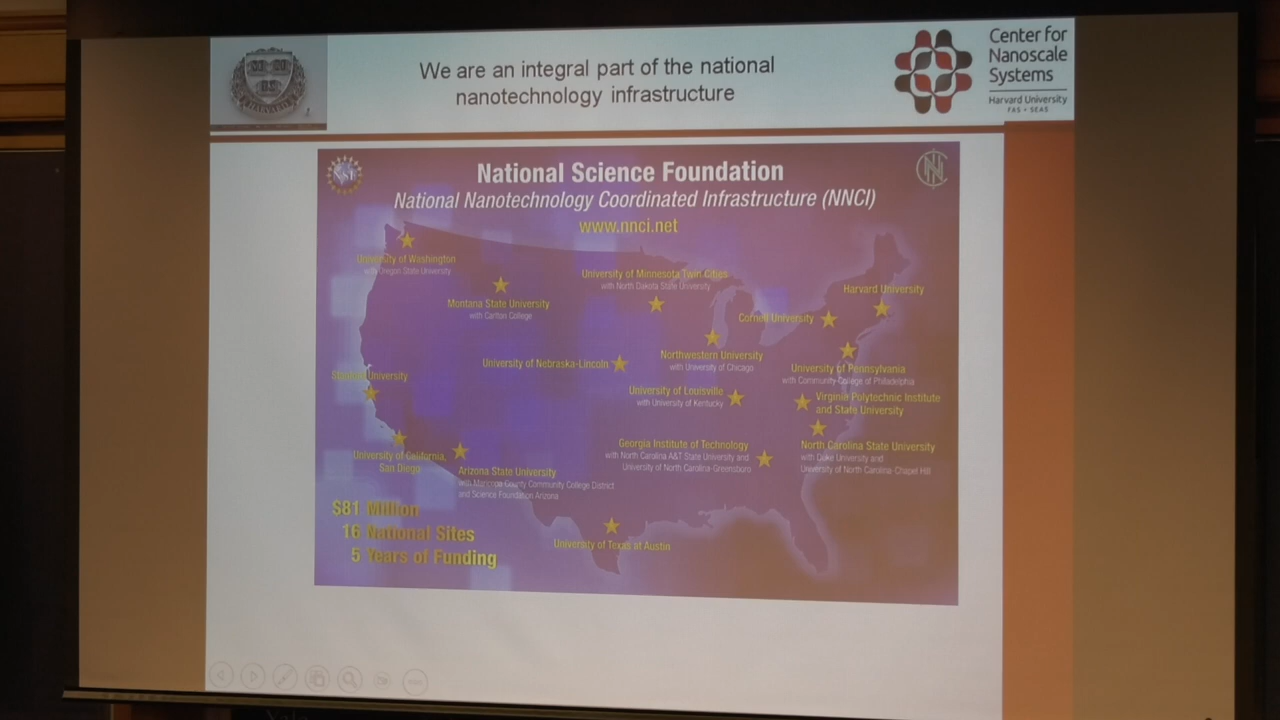 We are an integral part of the national
nanotechnology infrastructure
Center for
Nanoscale
Systems
Harvard University
FAS • SEAS
National Science Foundation
National Nanotechnology Coordinated Infrastructure (NNCI)
www.nnci.net
NSF
University of Washington
with Oregon State University
Montana State University
with Carlton College
University of Minnesota Twin Cities
with North Dakota State University
Harvard University
Cornell University
Northwestern University
with University of Chicago
University of Nebraska-Lincoln
University of Pennsylvania
with Community College of Philadelphia
Stanford University
University of Louisville
with University of Kentucky
Virginia Polytechnic Institute
and State University
Georgia Institute of Technology
with North Carolina A&T State University and
University of North Carolina-Greensboro
North Carolina State University
with Duke University and
University of North Carolina-Chapel Hill
University of California,
San Diego
Arizona State University
with Maricopa County Community College District
and Science Foundation Arizona
$81 Million
16 National Sites
5 Years of Funding
University of Texas at Austin